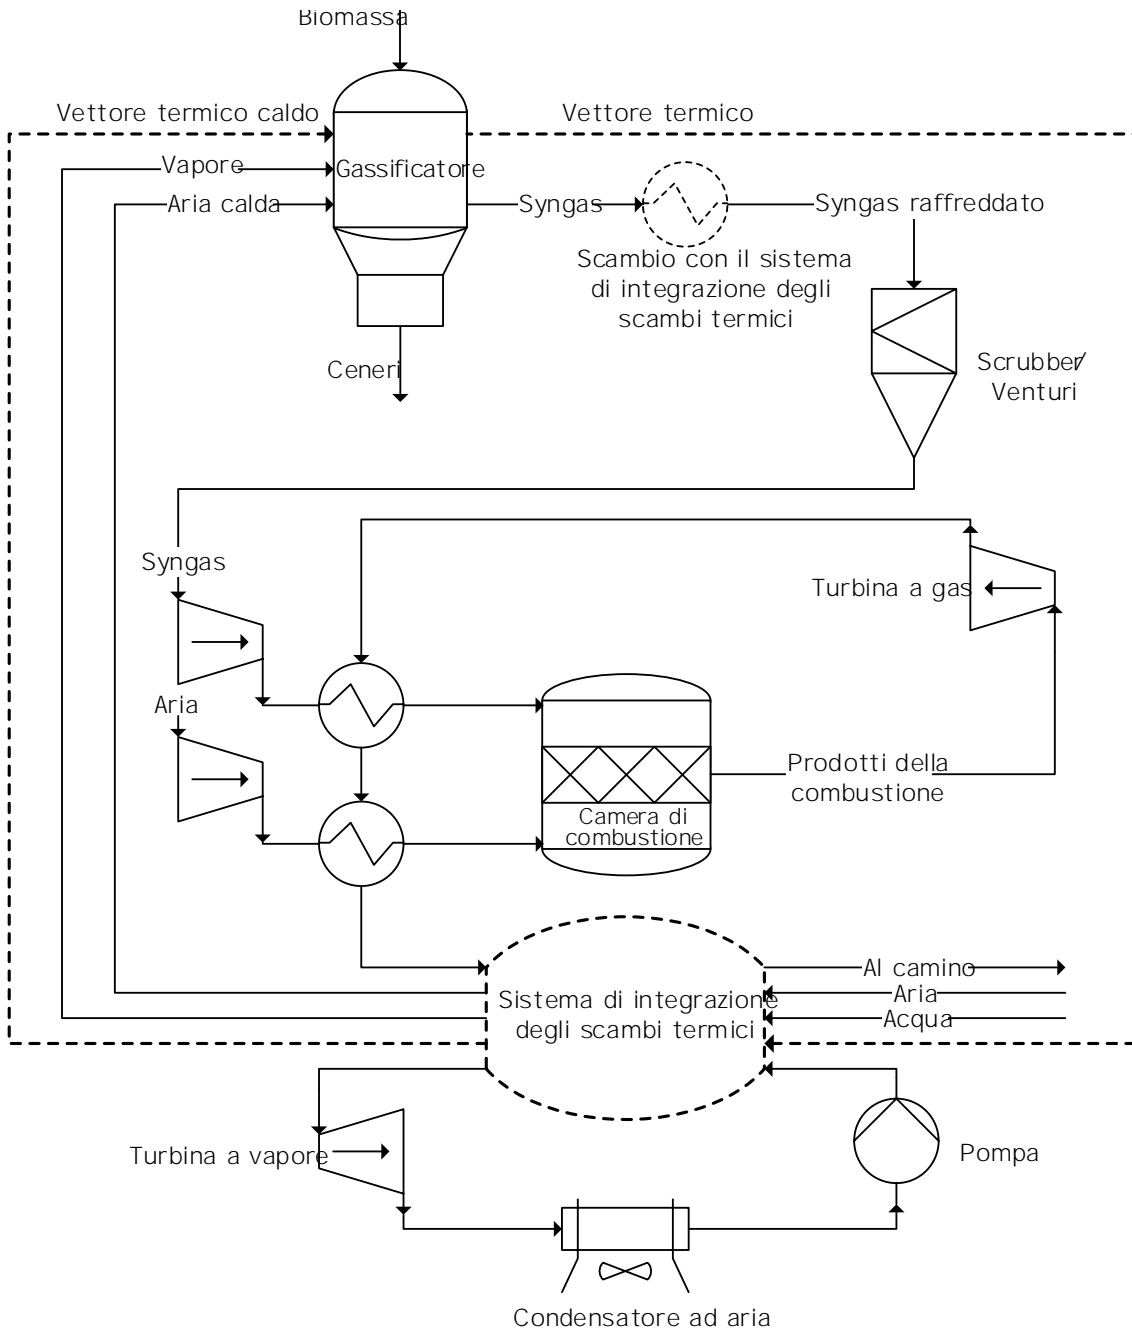 Biomassa
Vettore termico caldo
Vettore termico
Vapore
Gassificatore
Aria calda
Syngas
Syngas raffreddato
Scambio con il sistema
di integrazione degli
scambi termici
Ceneri
Scrubber/
Venturi
Syngas
Turbina a gas
Aria
Prodotti della
combustione
Camera di
combustione
Al camino
Sistema di integrazione
degli scambi termici
Aria
Acqua
Turbina a vapore
Pompa
Condensatore ad aria